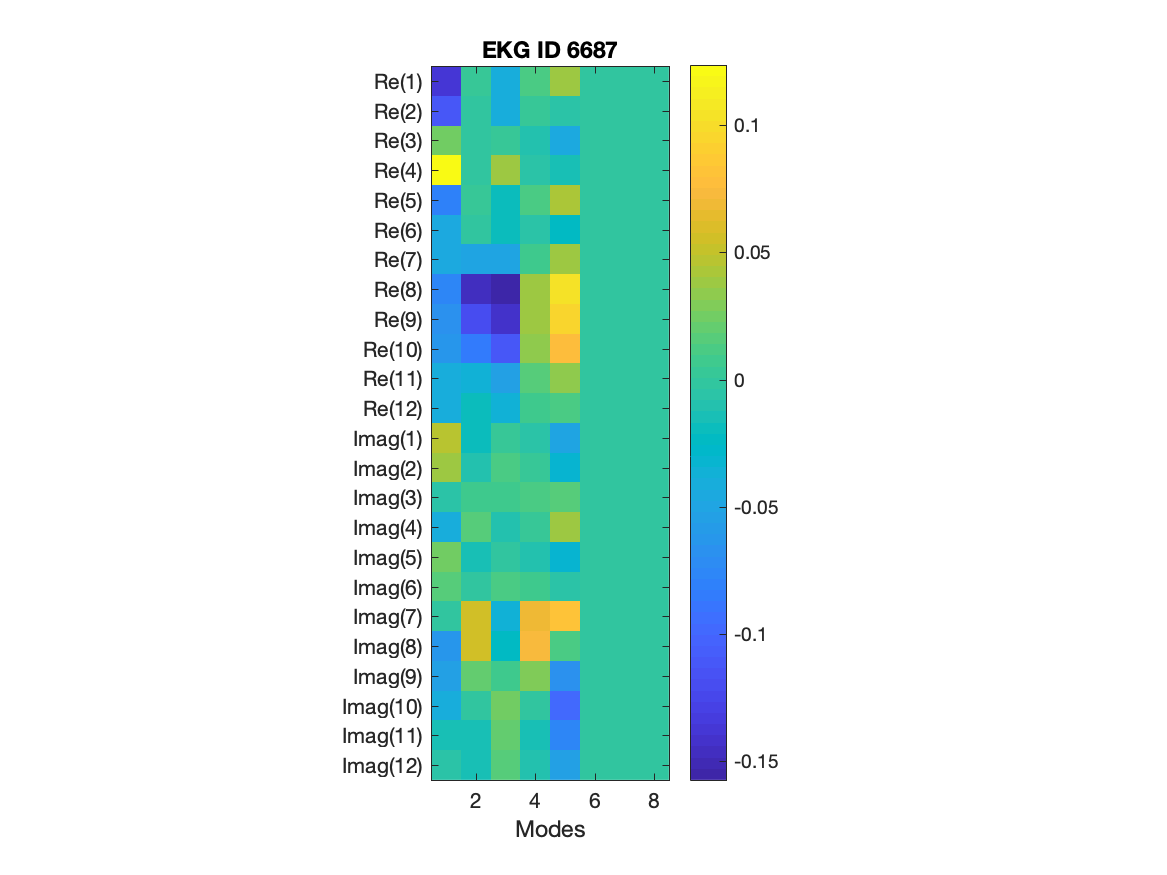 EKG ID 6687
Re(1)
Re(2)
Re(3)
Re(4)
Re(5)
Re(6)
Re(7)
Re(8)
Re(9)
Re(10)
Re(11)
Re(12)
Imag(1)
Imag(2)
Imag(3)
Imag(4)
Imag(5)
Imag(6)
Imag(7)
Imag(8)
Imag(9)
Imag(10)
Imag(11)
Imag(12)
2 4 6 8
Modes
0.1
0.05
0
-0.05
-0.1
-0.15